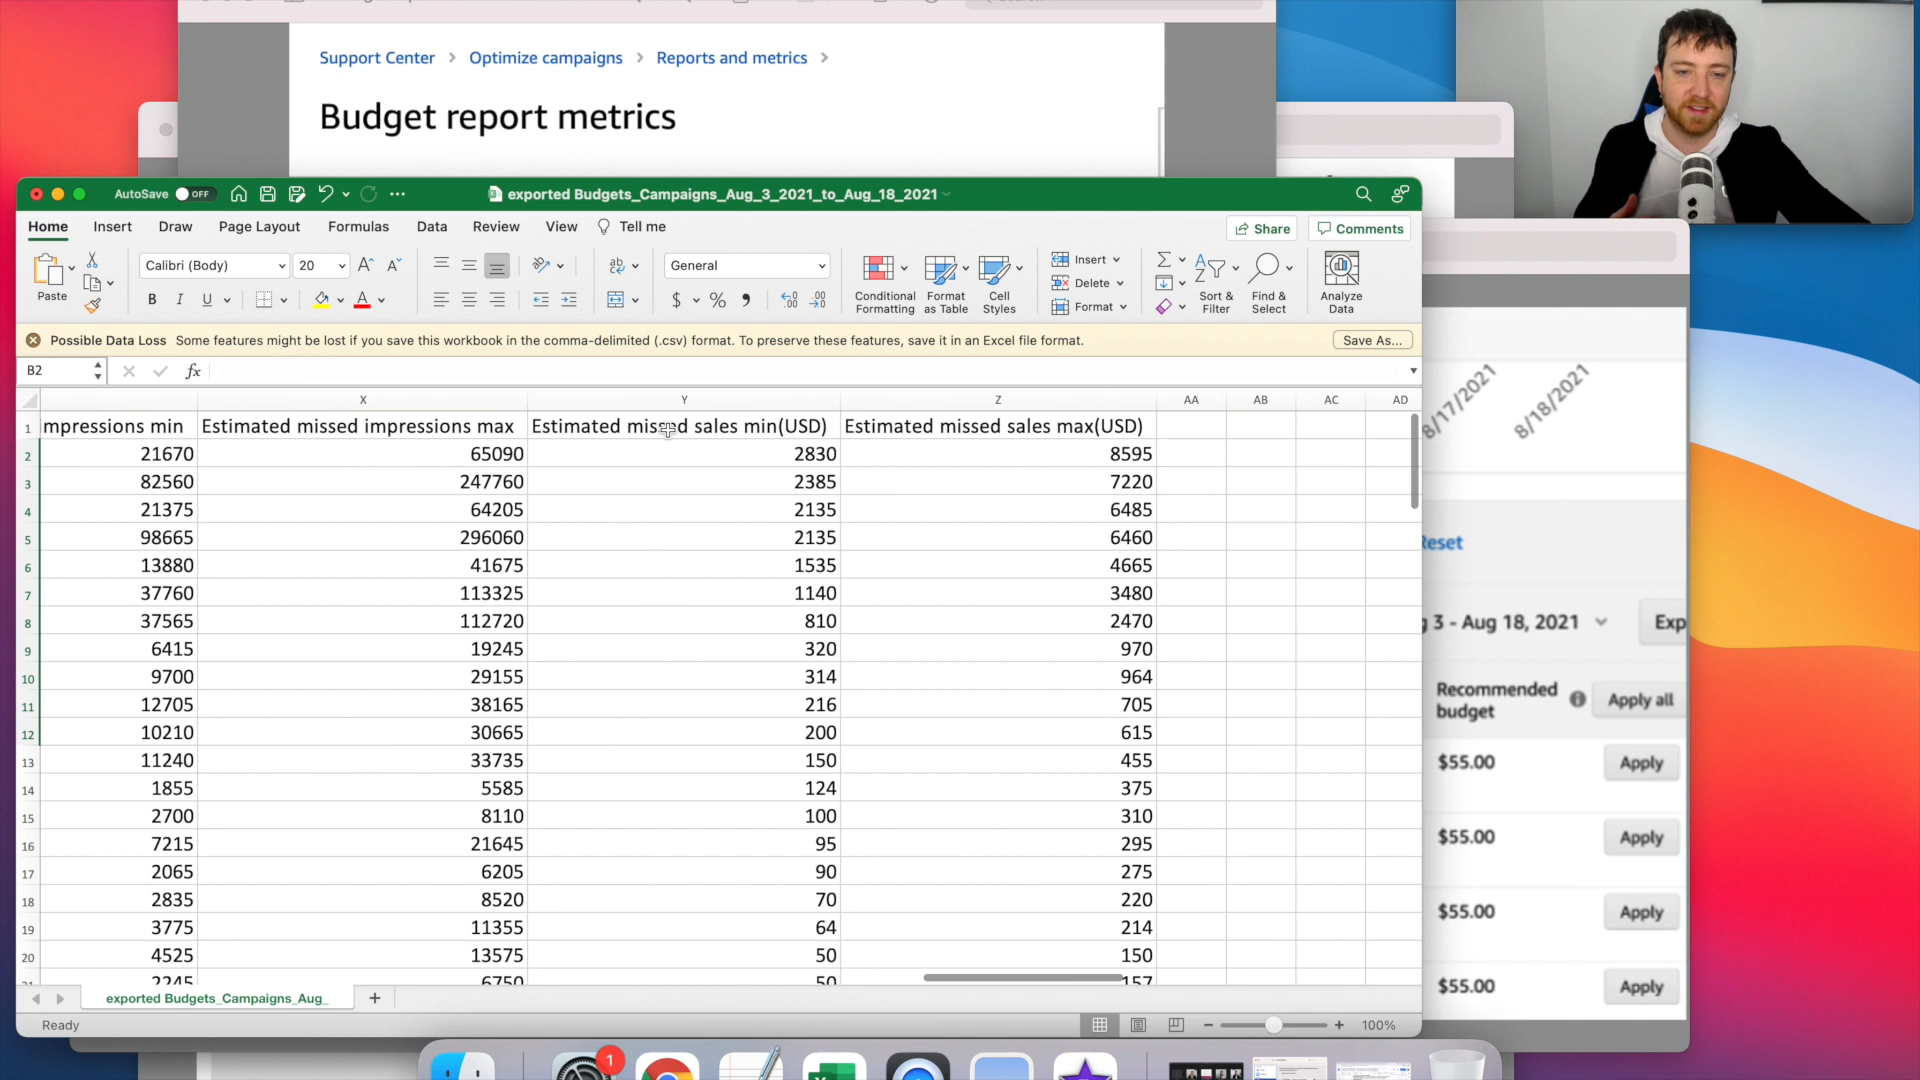 Support Center > Optimize campaigns > Reports and metrics >
Budget report metrics
AutoSave OFF
exported Budgets_Campaigns_Aug_3_2021_to_Aug_18_2021
Home Insert Draw Page Layout Formulas Data Review View Tell me
Share Comments
Paste
Calibri (Body) 20
B I U
General
$ %
Conditional Formatting
Format as Table
Cell Styles
Insert
Delete
Format
Sort & Filter
Find & Select
Analyze Data
Possible Data Loss Some features might be lost if you save this workbook in the comma-delimited (.csv) format. To preserve these features, save it in an Excel file format. Save As...
B2 fx
X Y Z AA AB AC AD
1 mpressions min Estimated missed impressions max Estimated missed sales min(USD) Estimated missed sales max(USD)
2 21670 65090 2830 8595
3 82560 247760 2385 7220
4 21375 64205 2135 6485
5 98665 296060 2135 6460
6 13880 41675 1535 4665
7 37760 113325 1140 3480
8 37565 112720 810 2470
9 6415 19245 320 970
10 9700 29155 314 964
11 12705 38165 216 705
12 10210 30665 200 615
13 11240 33735 150 455
14 1855 5585 124 375
15 2700 8110 100 310
16 7215 21645 95 295
17 2065 6205 90 275
18 2835 8520 70 220
19 3775 11355 64 214
20 4525 13575 50 150
2245 6750 50 157
exported Budgets_Campaigns_Aug_ +
Ready
100%
8/17/2021
8/18/2021
Reset
3 - Aug 18, 2021 Exp
Recommended budget
Apply all
$55.00 Apply
$55.00 Apply
$55.00 Apply
$55.00 Apply
1